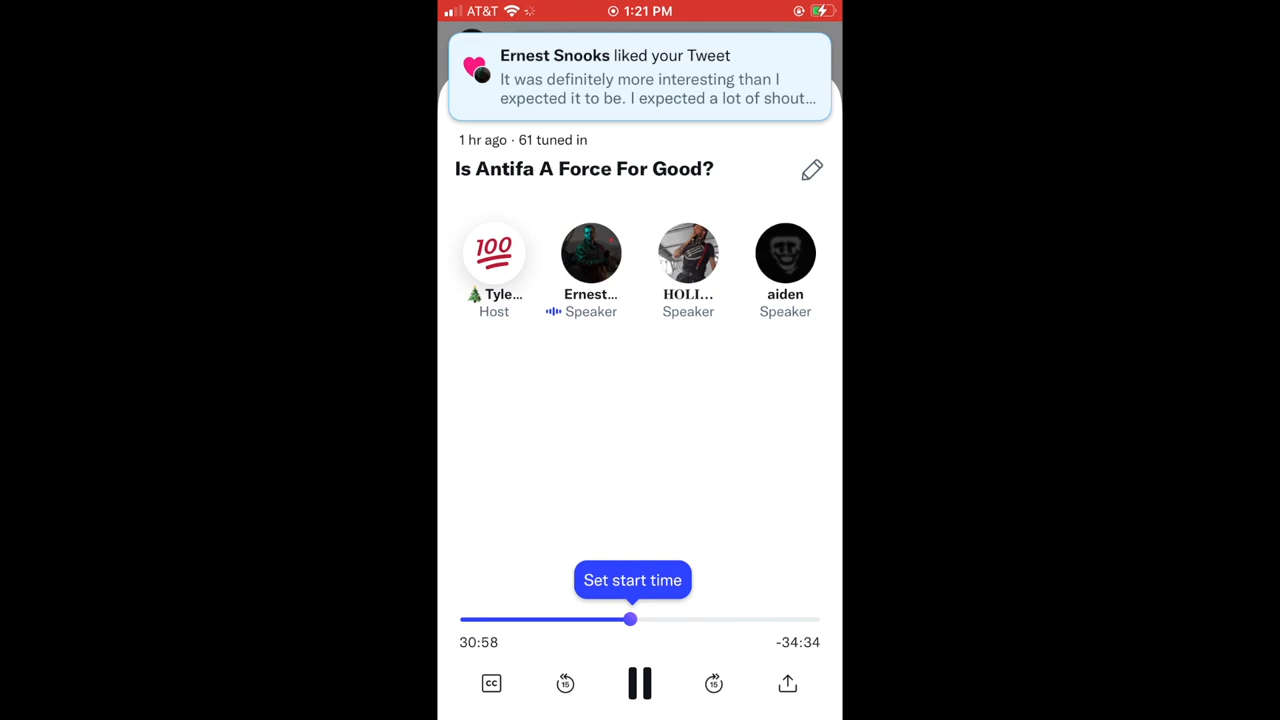 AT&T 1:21 PM
Ernest Snooks liked your Tweet
It was definitely more interesting than I
expected it to be. I expected a lot of shout...
1 hr ago · 61 tuned in
Is Antifa A Force For Good?
100
🎄 Tyle... Ernest... 𝐇𝐎𝐋𝐈... aiden
Host Speaker Speaker Speaker
Set start time
30:58 -34:34
CC 15 15